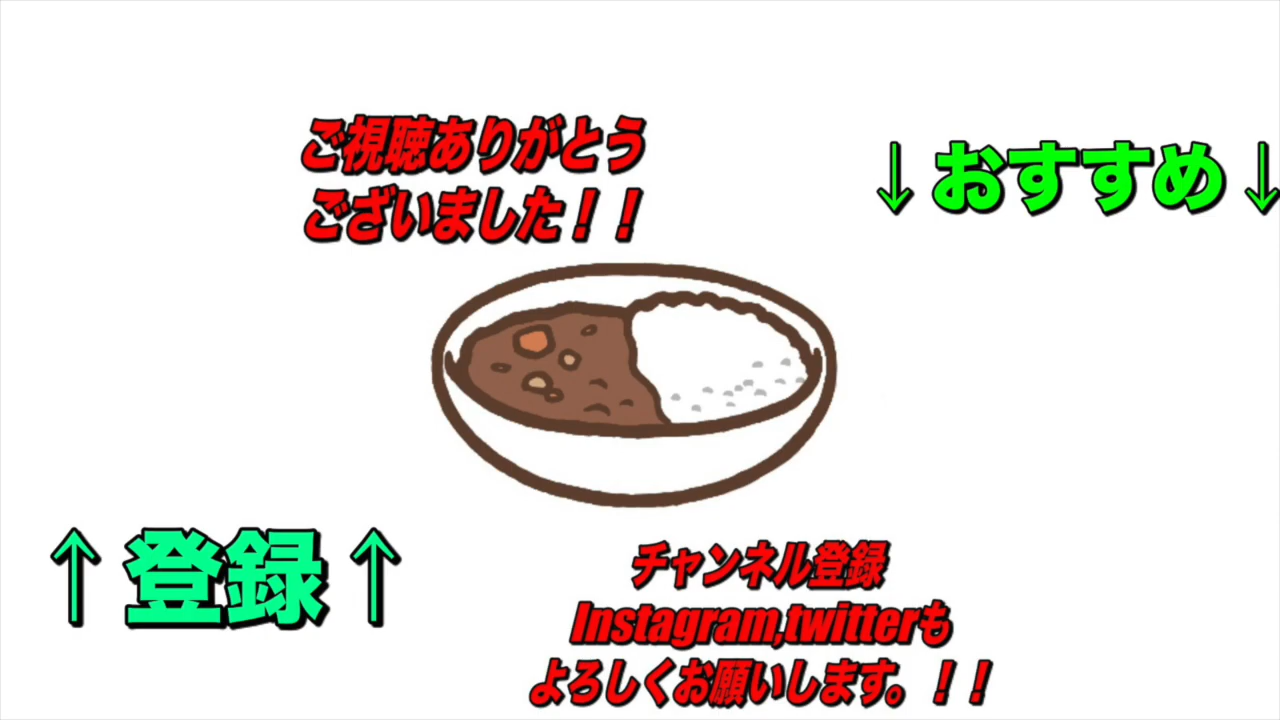 ご視聴ありがとう
ございました！！
↓おすすめ↓
↑登録↑
チャンネル登録
Instagram,twitterも
よろしくお願いします。！！